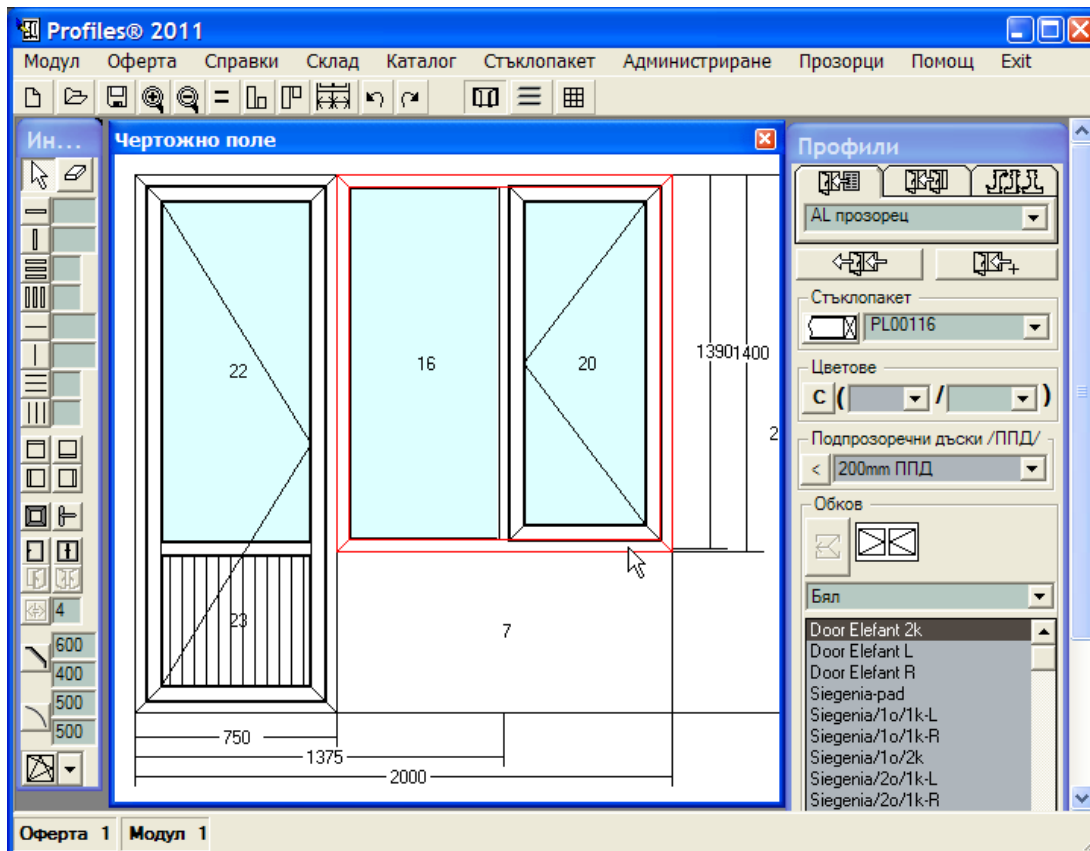 Profiles® 2011
Модул Оферта Справки Склад Каталог Стъклопакет Администриране Прозорци Помощ Exit
Ин...
4
600
400
500
500
Чертожно поле
22
16
20
23
7
13901400
2
750
1375
2000
Профили
AL прозорец
Стъклопакет
PL00116
Цветове
C ( / )
Подпрозоречни дъски /ППД/
< 200mm ППД
Обков
Бял
Door Elefant 2k
Door Elefant L
Door Elefant R
Siegenia-pad
Siegenia/1o/1k-L
Siegenia/1o/1k-R
Siegenia/1o/2k
Siegenia/2o/1k-L
Siegenia/2o/1k-R
Оферта 1 Модул 1